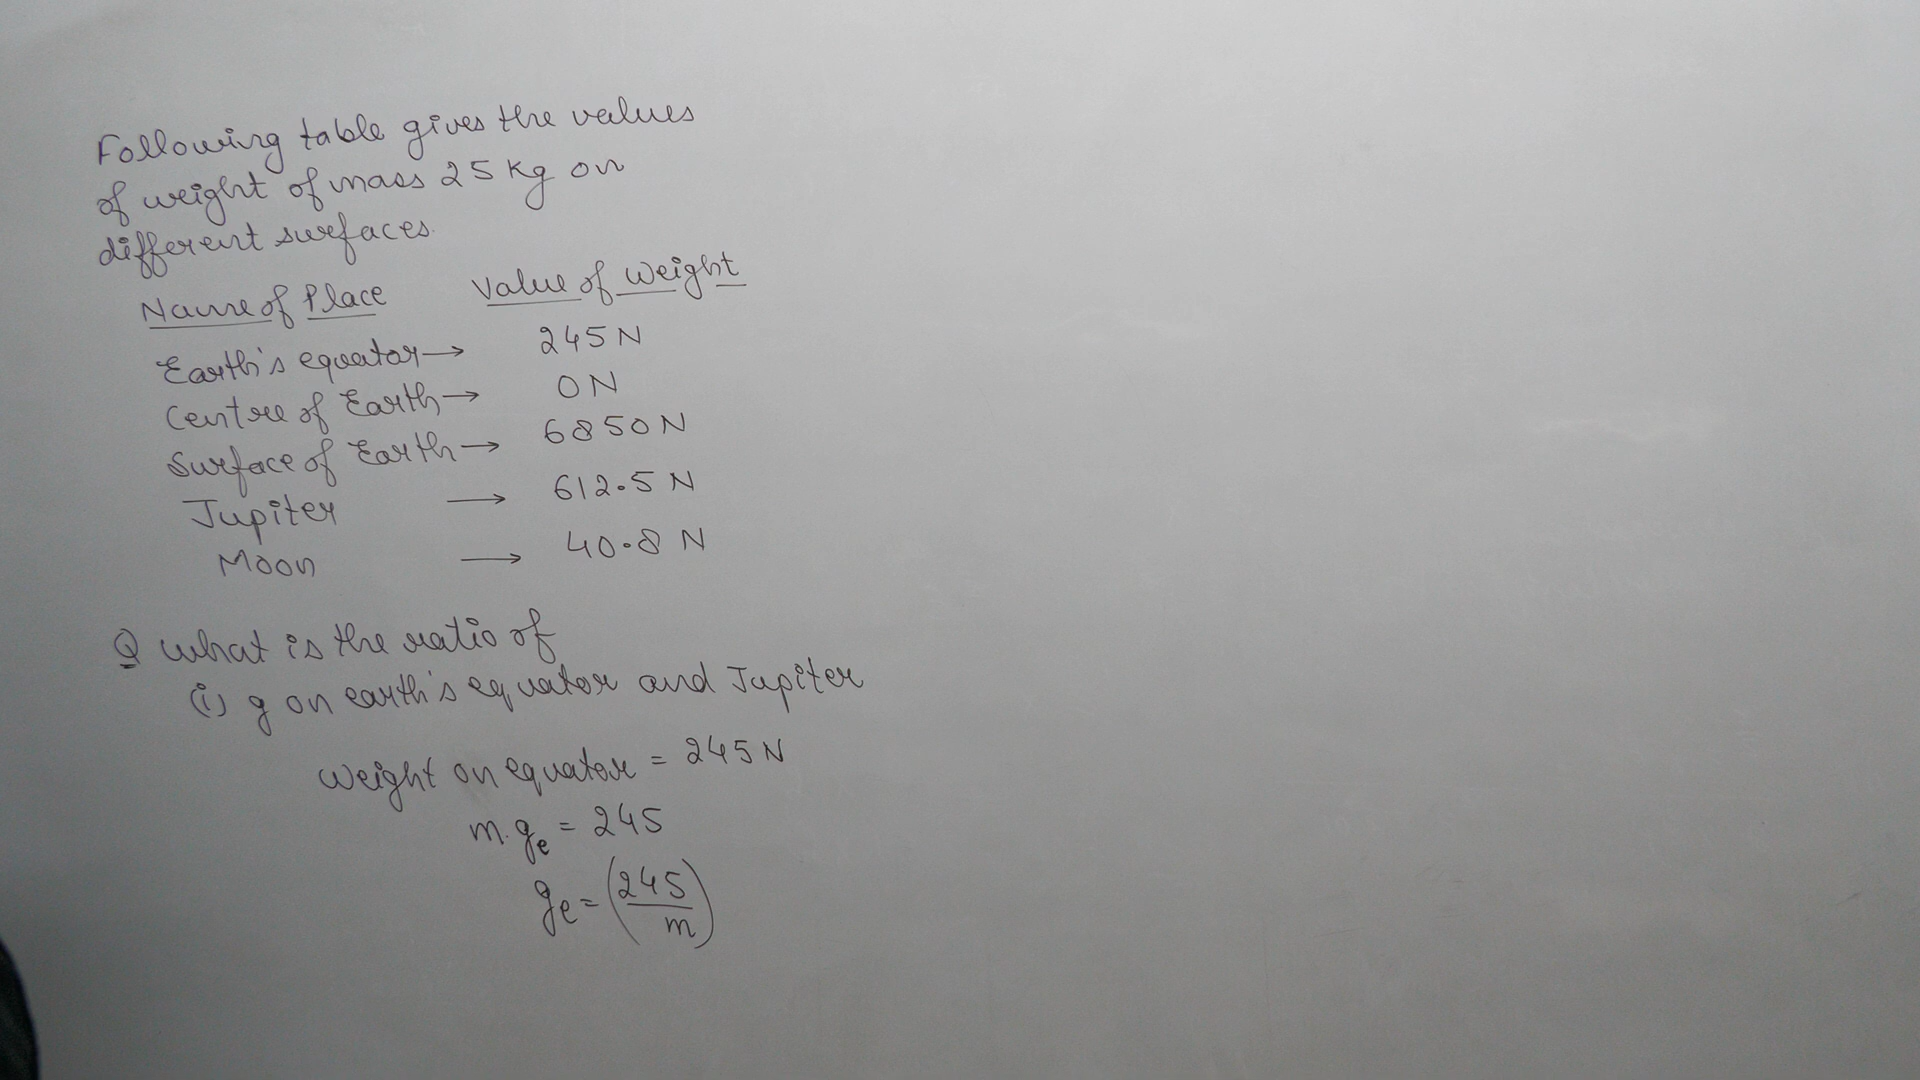 Following table gives the values
of weight of mass 25 kg on
different surfaces.
Name of Place Value of Weight
Earth's equator → 245 N
Centre of Earth → 0 N
Surface of Earth → 6850 N
Jupiter → 612.5 N
Moon → 40.8 N
Q What is the ratio of
(i) g on earth's equator and Jupiter
Weight on equator = 245 N
m. gₑ = 245
gₑ = (245/m)